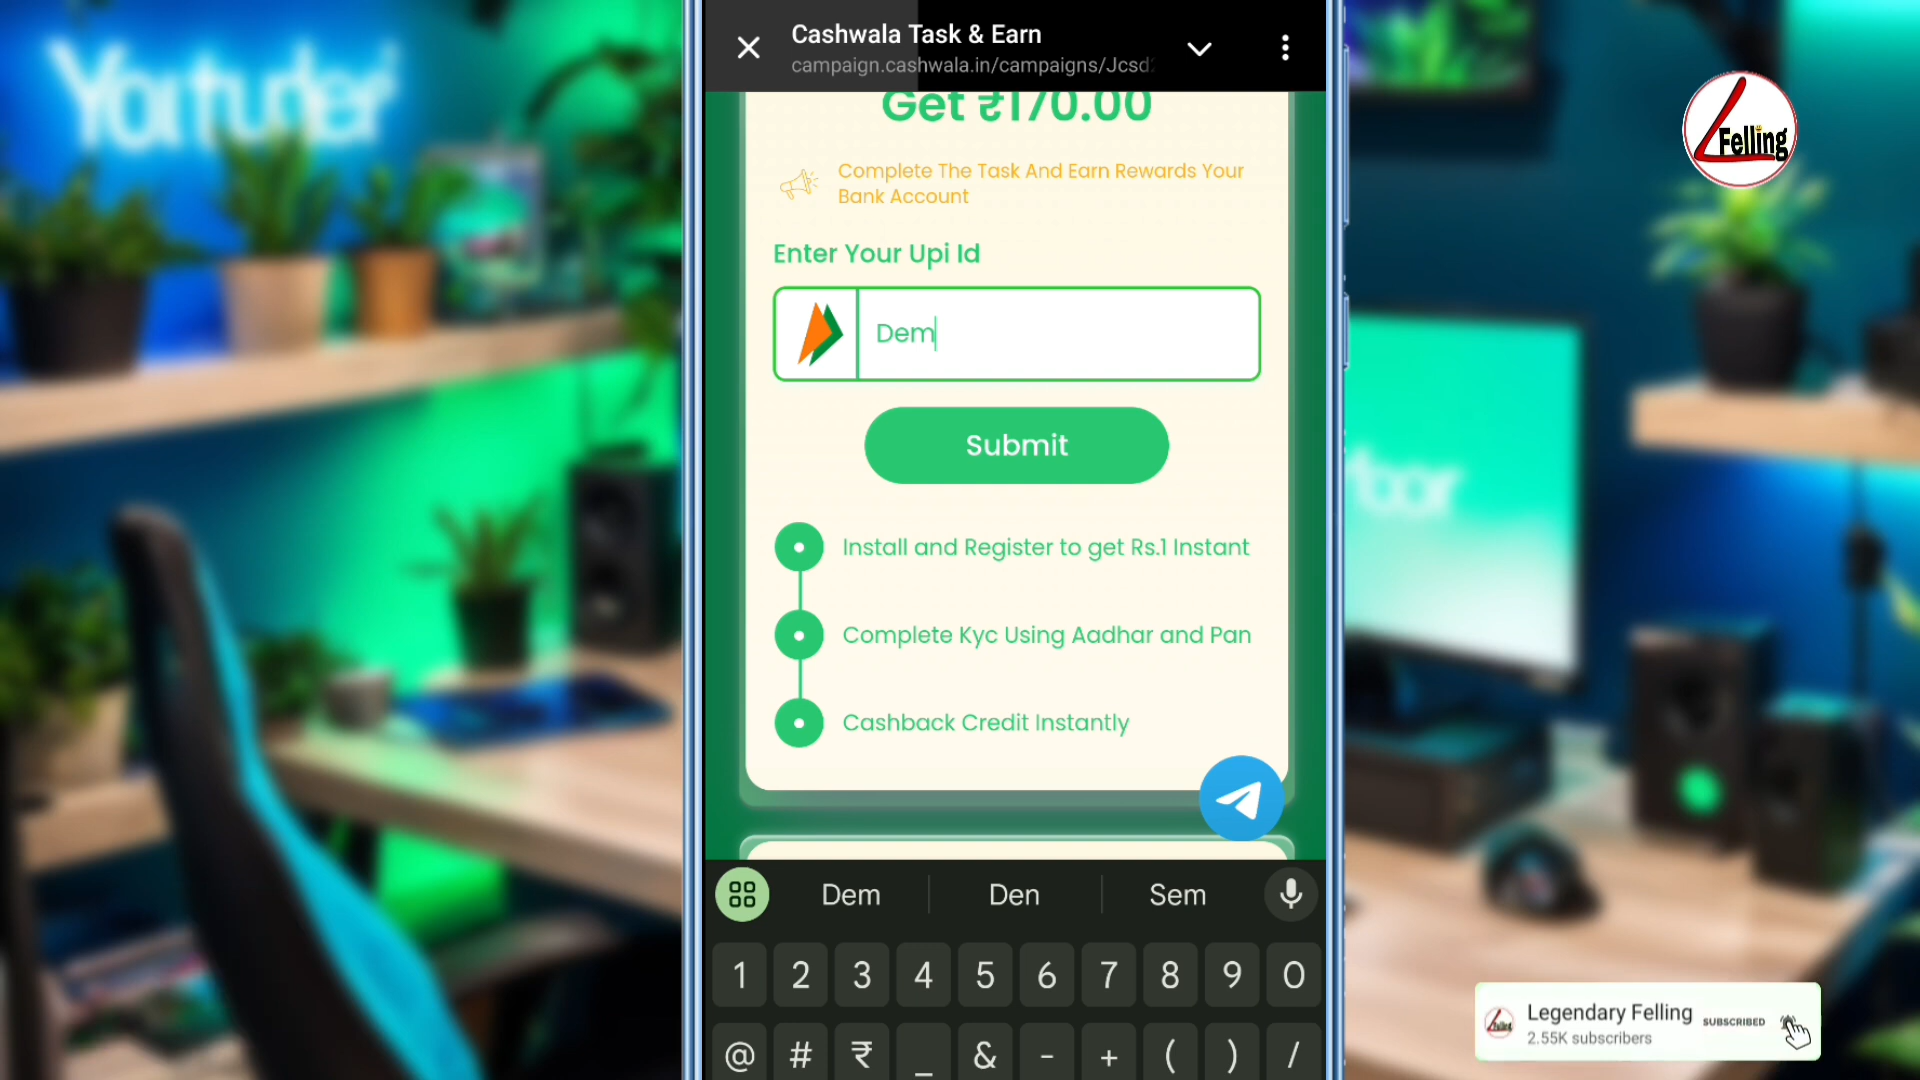 Cashwala Task & Earn
campaign.cashwala.in/campaigns/Jcsd
Get ₹170.00
Complete The Task And Earn Rewards Your
Bank Account
Enter Your Upi Id
Dem
Submit
Install and Register to get Rs.1 Instant
Complete Kyc Using Aadhar and Pan
Cashback Credit Instantly
Dem Den Sem
1 2 3 4 5 6 7 8 9 0
@ # ₹ _ & - + ( ) /
Felling
Legendary Felling
SUBSCRIBED
2.55K subscribers